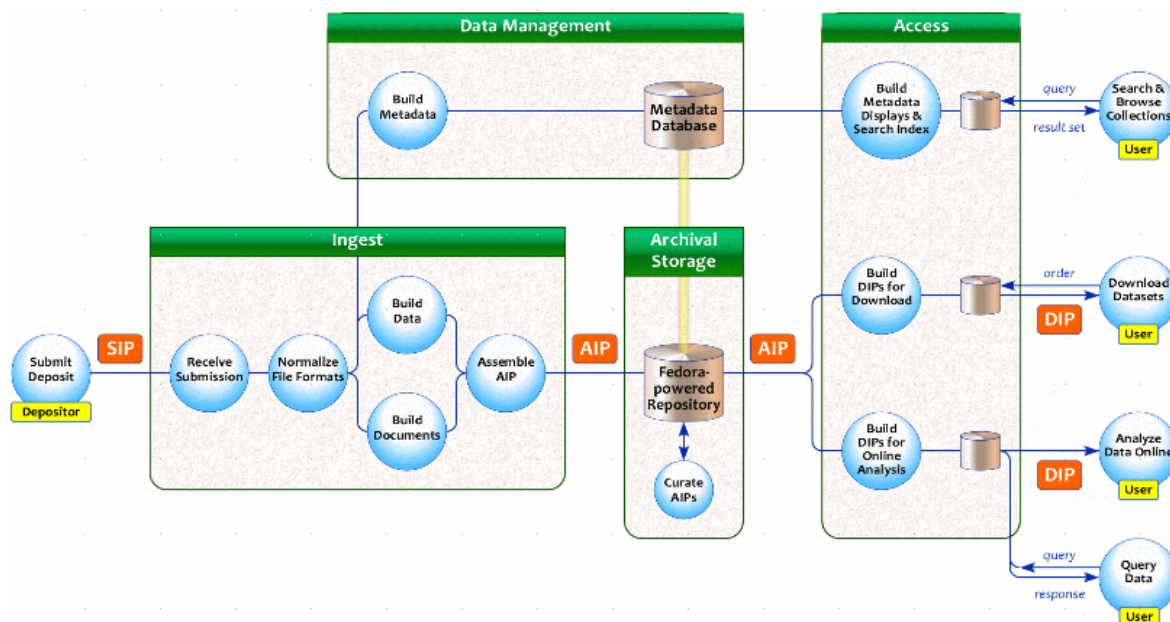 Data Management
Access
Build
Metadata
Metadata
Database
Build
Metadata
Displays &
Search Index
query
result set
Search &
Browse
Collections
User
Ingest
Archival
Storage
Build
Data
Build
DIPs for
Download
order
DIP
Download
Datasets
User
Submit
Deposit
Depositor
SIP
Receive
Submission
Normalize
File Formats
Build
Documents
Assemble
AIP
AIP
Fedora-
powered
Repository
AIP
Curate
AIPs
Build
DIPs for
Online
Analysis
DIP
Analyze
Data Online
User
query
response
Query
Data
User